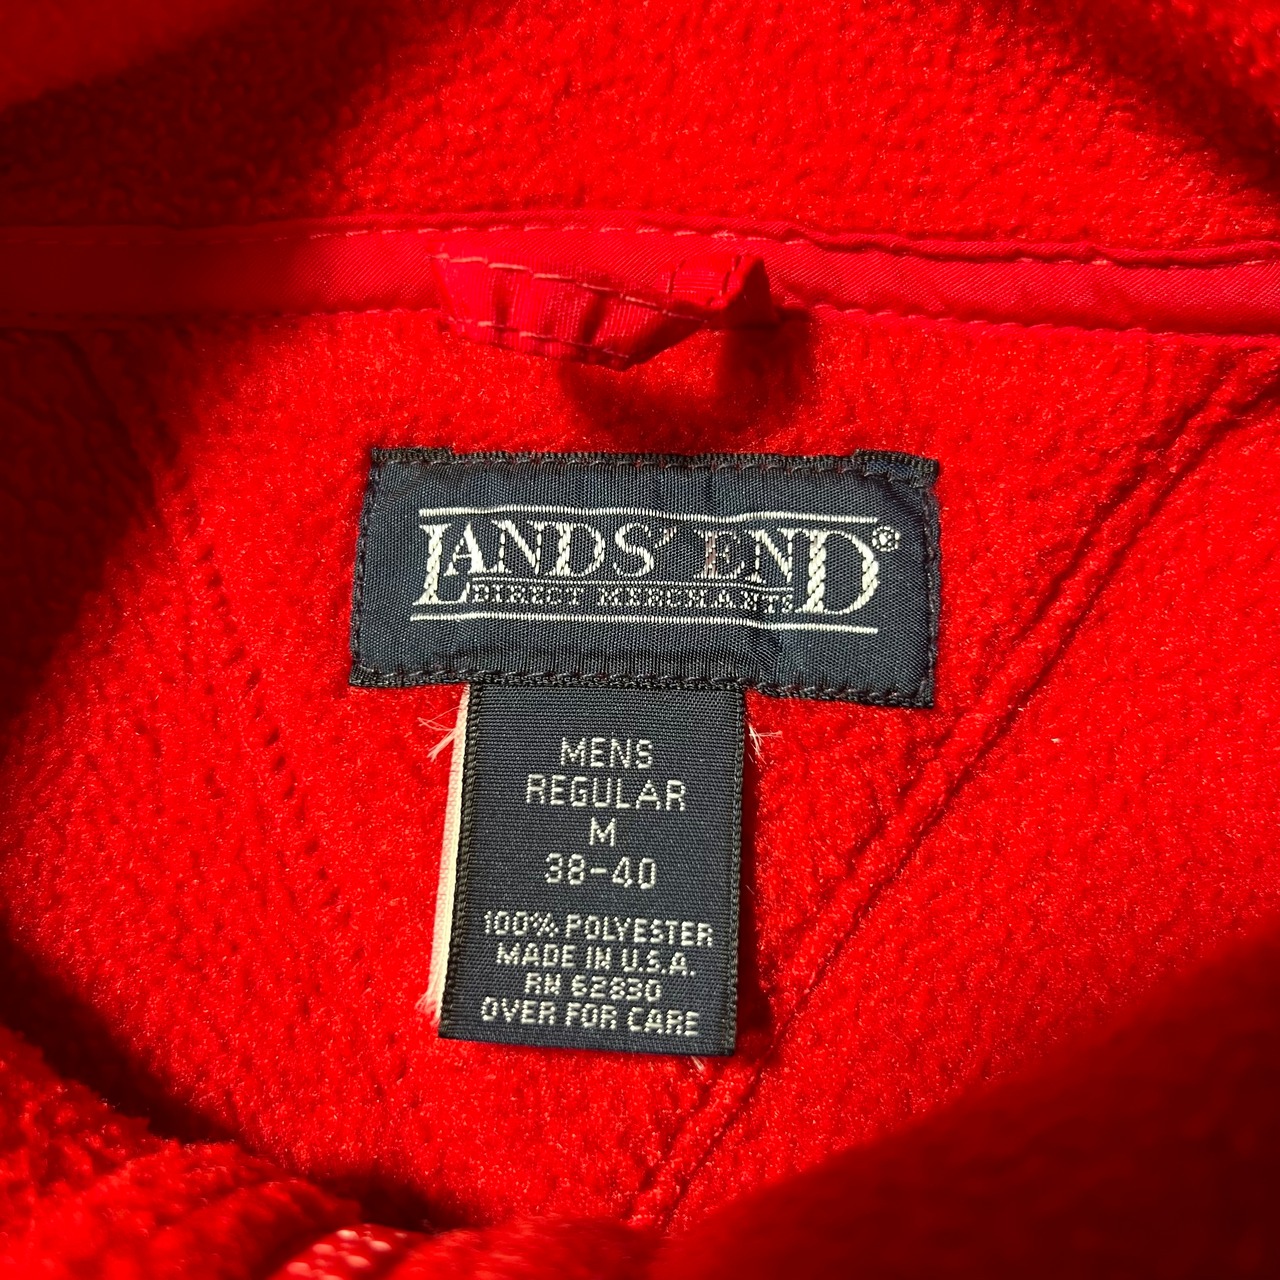 LANDS' END®
DIRECT MERCHANTS
MENS
REGULAR
M
38-40
100% POLYESTER
MADE IN U.S.A.
RN 62830
OVER FOR CARE